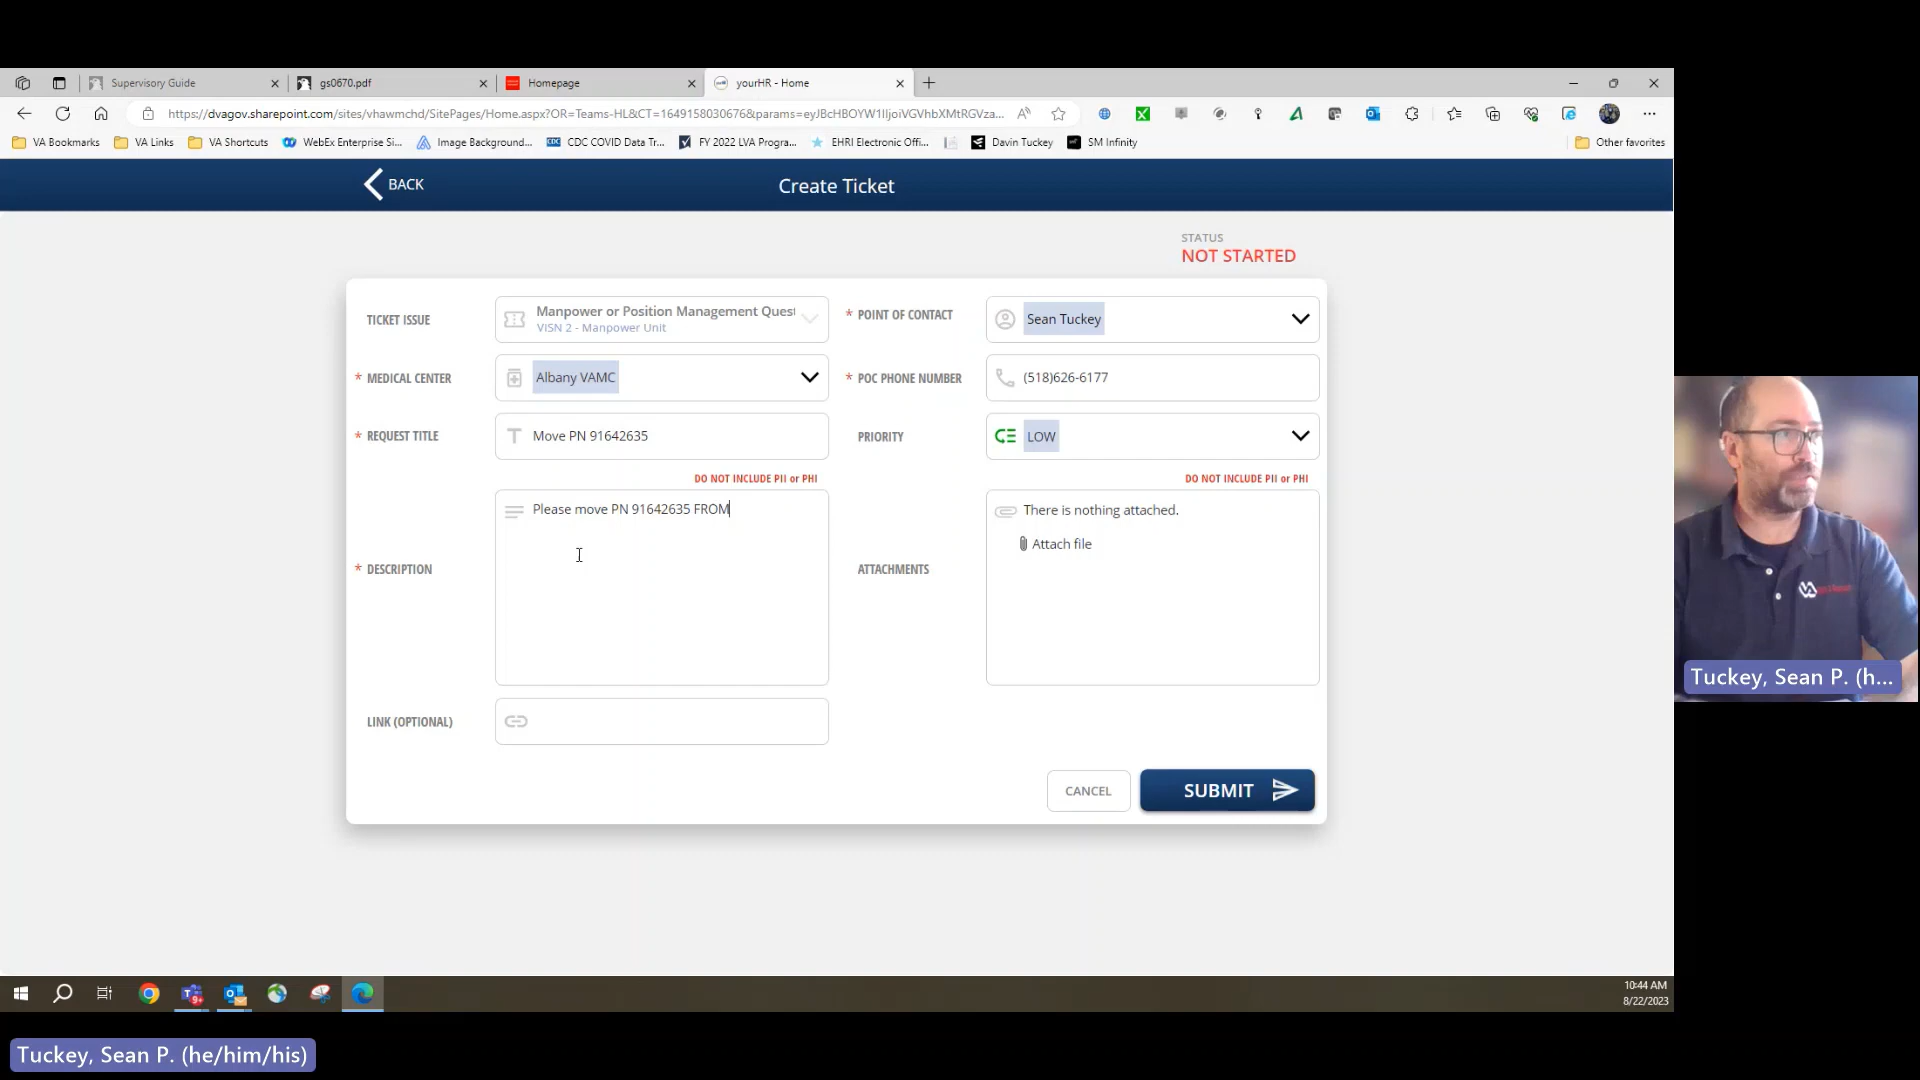 Supervisory Guide
gs0670.pdf
Homepage
yourHR - Home
https://dvagov.sharepoint.com/sites/vhawmchd/SitePages/Home.aspx?OR=Teams-HL&CT=1649158030676&params=eyJBcHBOYW1lIjoiVGVhbXMtRGVza...
VA Bookmarks
VA Links
VA Shortcuts
WebEx Enterprise Si...
Image Background...
CDC COVID Data Tr...
FY 2022 LVA Progra...
EHRI Electronic Offi...
Davin Tuckey
SM Infinity
Other favorites
BACK
Create Ticket
STATUS
NOT STARTED
TICKET ISSUE
Manpower or Position Management Quest
VISN 2 - Manpower Unit
* POINT OF CONTACT
Sean Tuckey
* MEDICAL CENTER
Albany VAMC
* POC PHONE NUMBER
(518)626-6177
* REQUEST TITLE
Move PN 91642635
PRIORITY
LOW
DO NOT INCLUDE PII or PHI
DO NOT INCLUDE PII or PHI
* DESCRIPTION
Please move PN 91642635 FROM
ATTACHMENTS
There is nothing attached.
Attach file
LINK (OPTIONAL)
CANCEL
SUBMIT
Tuckey, Sean P. (h...
10:44 AM
8/22/2023
Tuckey, Sean P. (he/him/his)